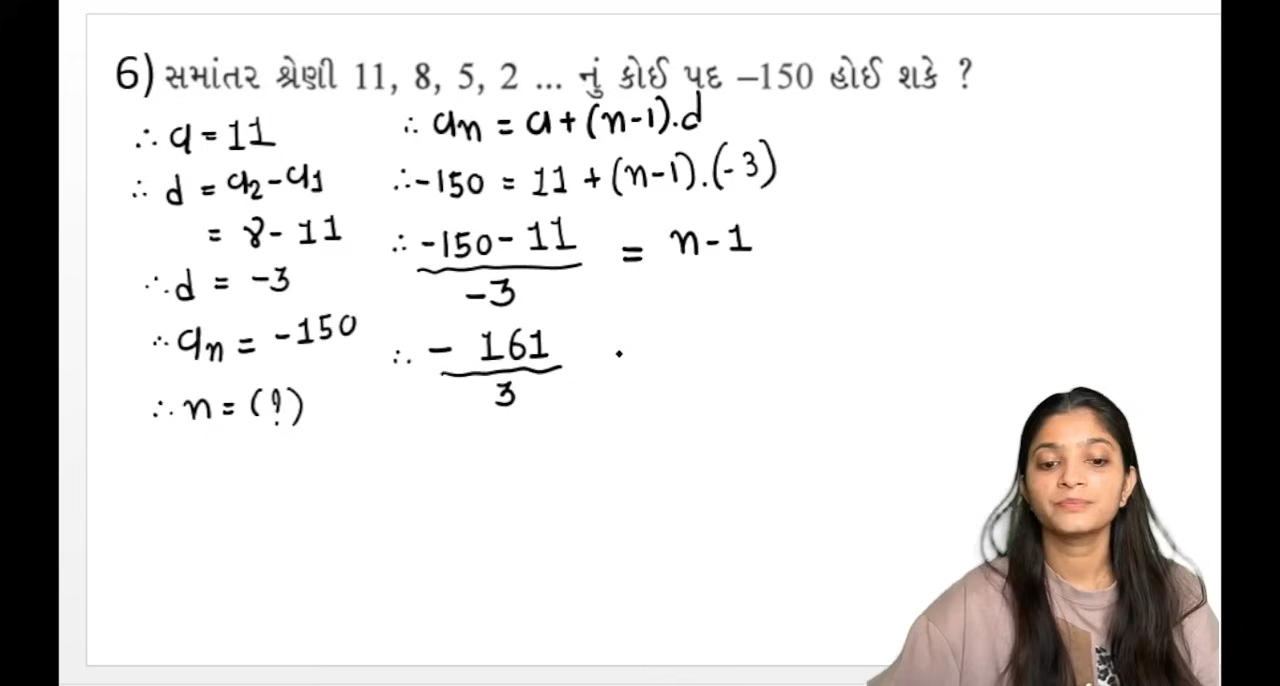 6) સમાંતર શ્રેણી 11, 8, 5, 2 ... નું કોઈ પદ –150 હોઈ શકે ?
∴ a = 11
∴ d = a2 - a1
= 8 - 11
∴ d = -3
∴ an = -150
∴ n = (?)
∴ an = a + (n-1).d
∴ -150 = 11 + (n-1).(-3)
∴ -150 - 11 / -3 = n - 1
∴ - 161 / 3